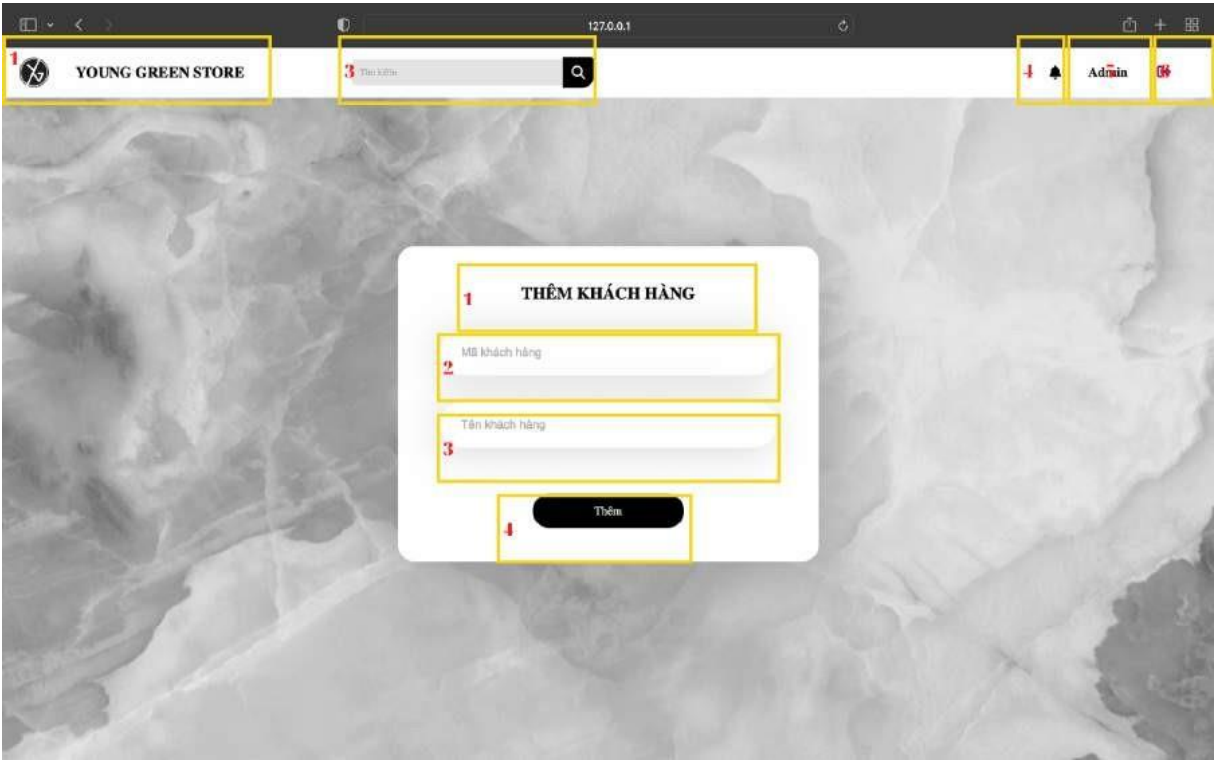 127.0.0.1
1 YOUNG GREEN STORE 3 Tìm kiếm 4 Admin
1 THÊM KHÁCH HÀNG
Mã khách hàng
2
Tên khách hàng
3
Thêm
4